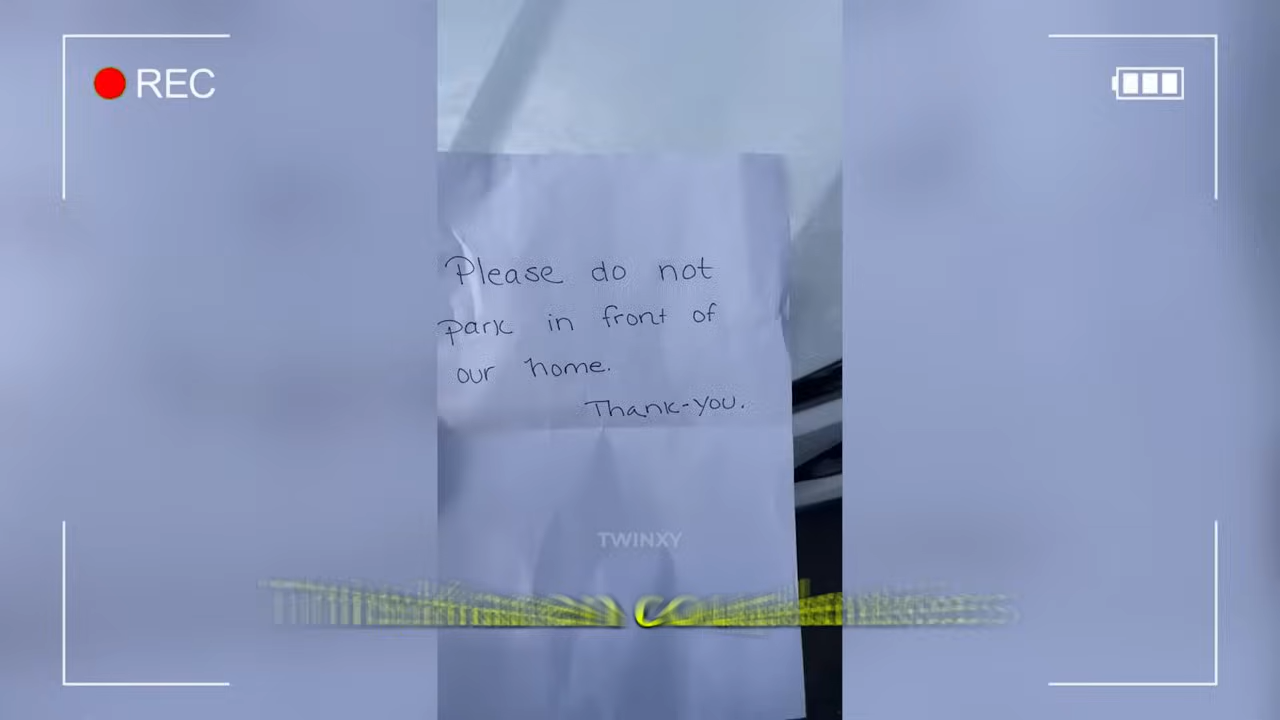 REC
Please do not
park in front of
our home.
Thank-you.
TWINXY